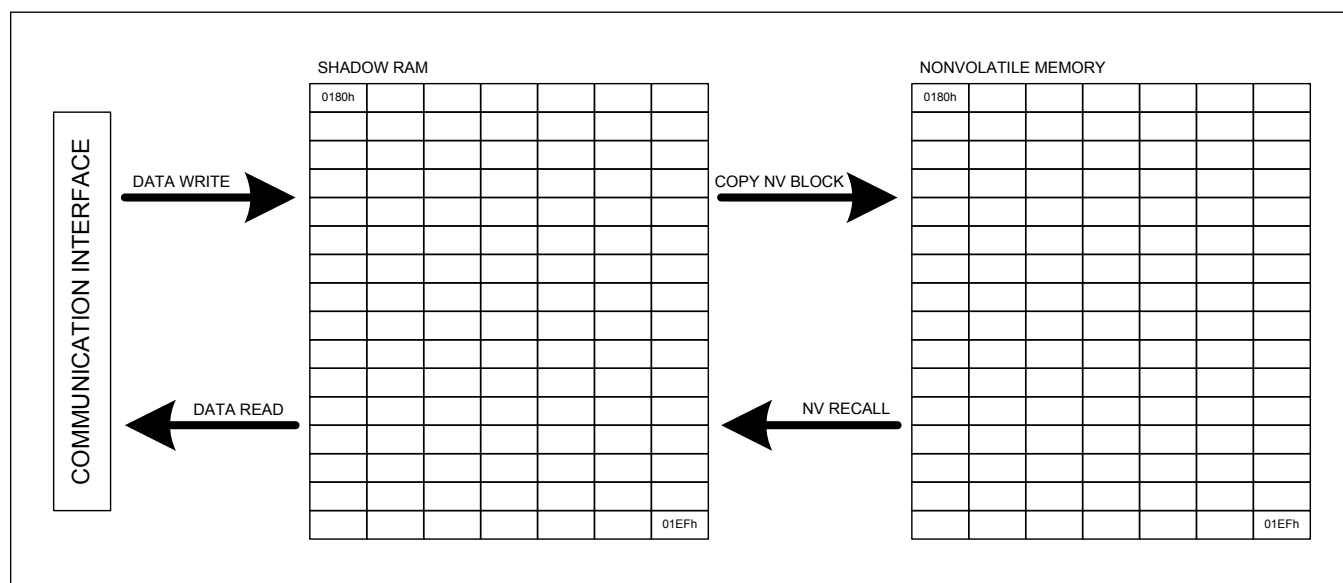 SHADOW RAM
NONVOLATILE MEMORY
0180h
0180h
COMMUNICATION INTERFACE
DATA WRITE
COPY NV BLOCK
DATA READ
NV RECALL
01EFh
01EFh